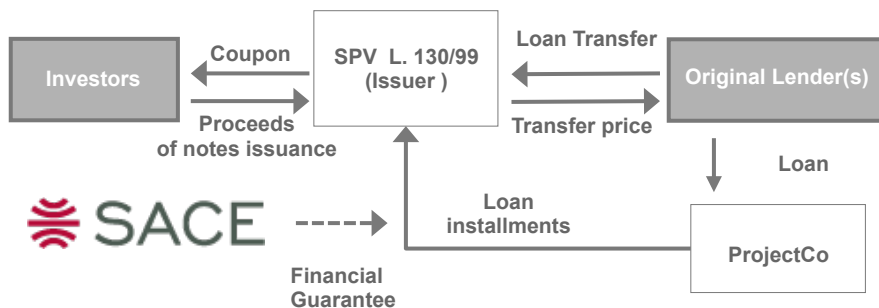 Investors
Coupon
Proceeds
of notes issuance
SPV L. 130/99
(Issuer )
Loan Transfer
Transfer price
Original Lender(s)
Loan
SACE
Financial
Guarantee
Loan
installments
ProjectCo